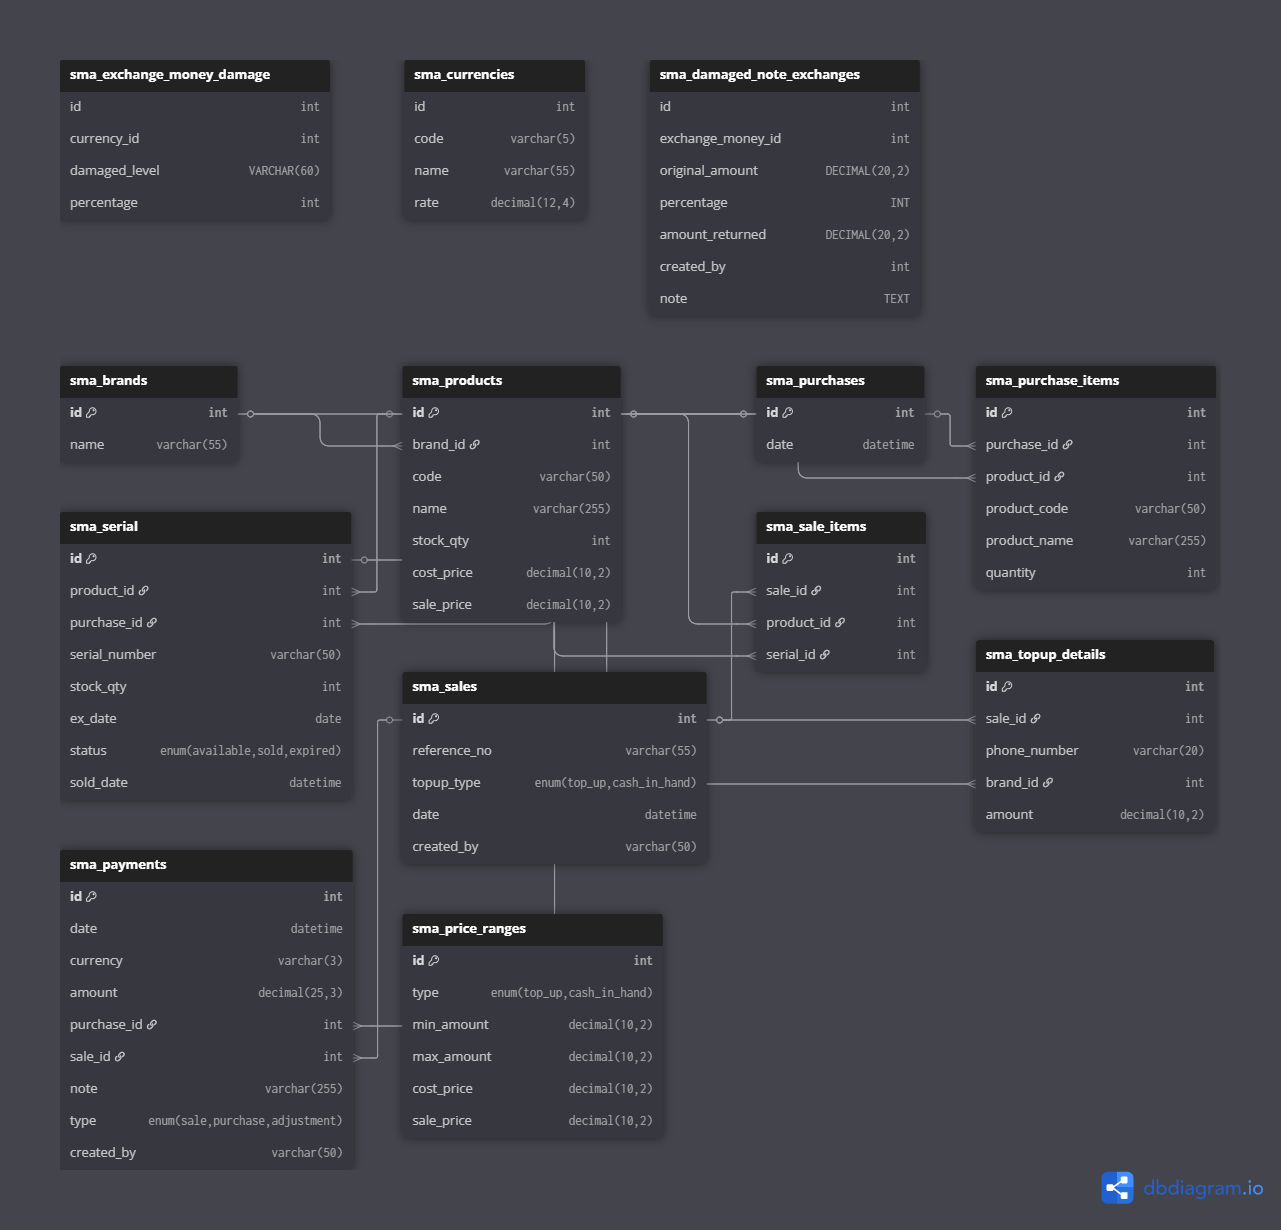 sma_exchange_money_damage
id int
currency_id int
damaged_level VARCHAR(60)
percentage int
sma_currencies
id int
code varchar(5)
name varchar(55)
rate decimal(12,4)
sma_damaged_note_exchanges
id int
exchange_money_id int
original_amount DECIMAL(20,2)
percentage INT
amount_returned DECIMAL(20,2)
created_by int
note TEXT
sma_brands
id int
name varchar(55)
sma_products
id int
brand_id int
code varchar(50)
name varchar(255)
stock_qty int
cost_price decimal(10,2)
sale_price decimal(10,2)
sma_purchases
id int
date datetime
sma_purchase_items
id int
purchase_id int
product_id int
product_code varchar(50)
product_name varchar(255)
quantity int
sma_serial
id int
product_id int
purchase_id int
serial_number varchar(50)
stock_qty int
ex_date date
status enum(available,sold,expired)
sold_date datetime
sma_sale_items
id int
sale_id int
product_id int
serial_id int
sma_topup_details
id int
sale_id int
phone_number varchar(20)
brand_id int
amount decimal(10,2)
sma_sales
id int
reference_no varchar(55)
topup_type enum(top_up,cash_in_hand)
date datetime
created_by varchar(50)
sma_payments
id int
date datetime
currency varchar(3)
amount decimal(25,3)
purchase_id int
sale_id int
note varchar(255)
type enum(sale,purchase,adjustment)
created_by varchar(50)
sma_price_ranges
id int
type enum(top_up,cash_in_hand)
min_amount decimal(10,2)
max_amount decimal(10,2)
cost_price decimal(10,2)
sale_price decimal(10,2)
dbdiagram.io